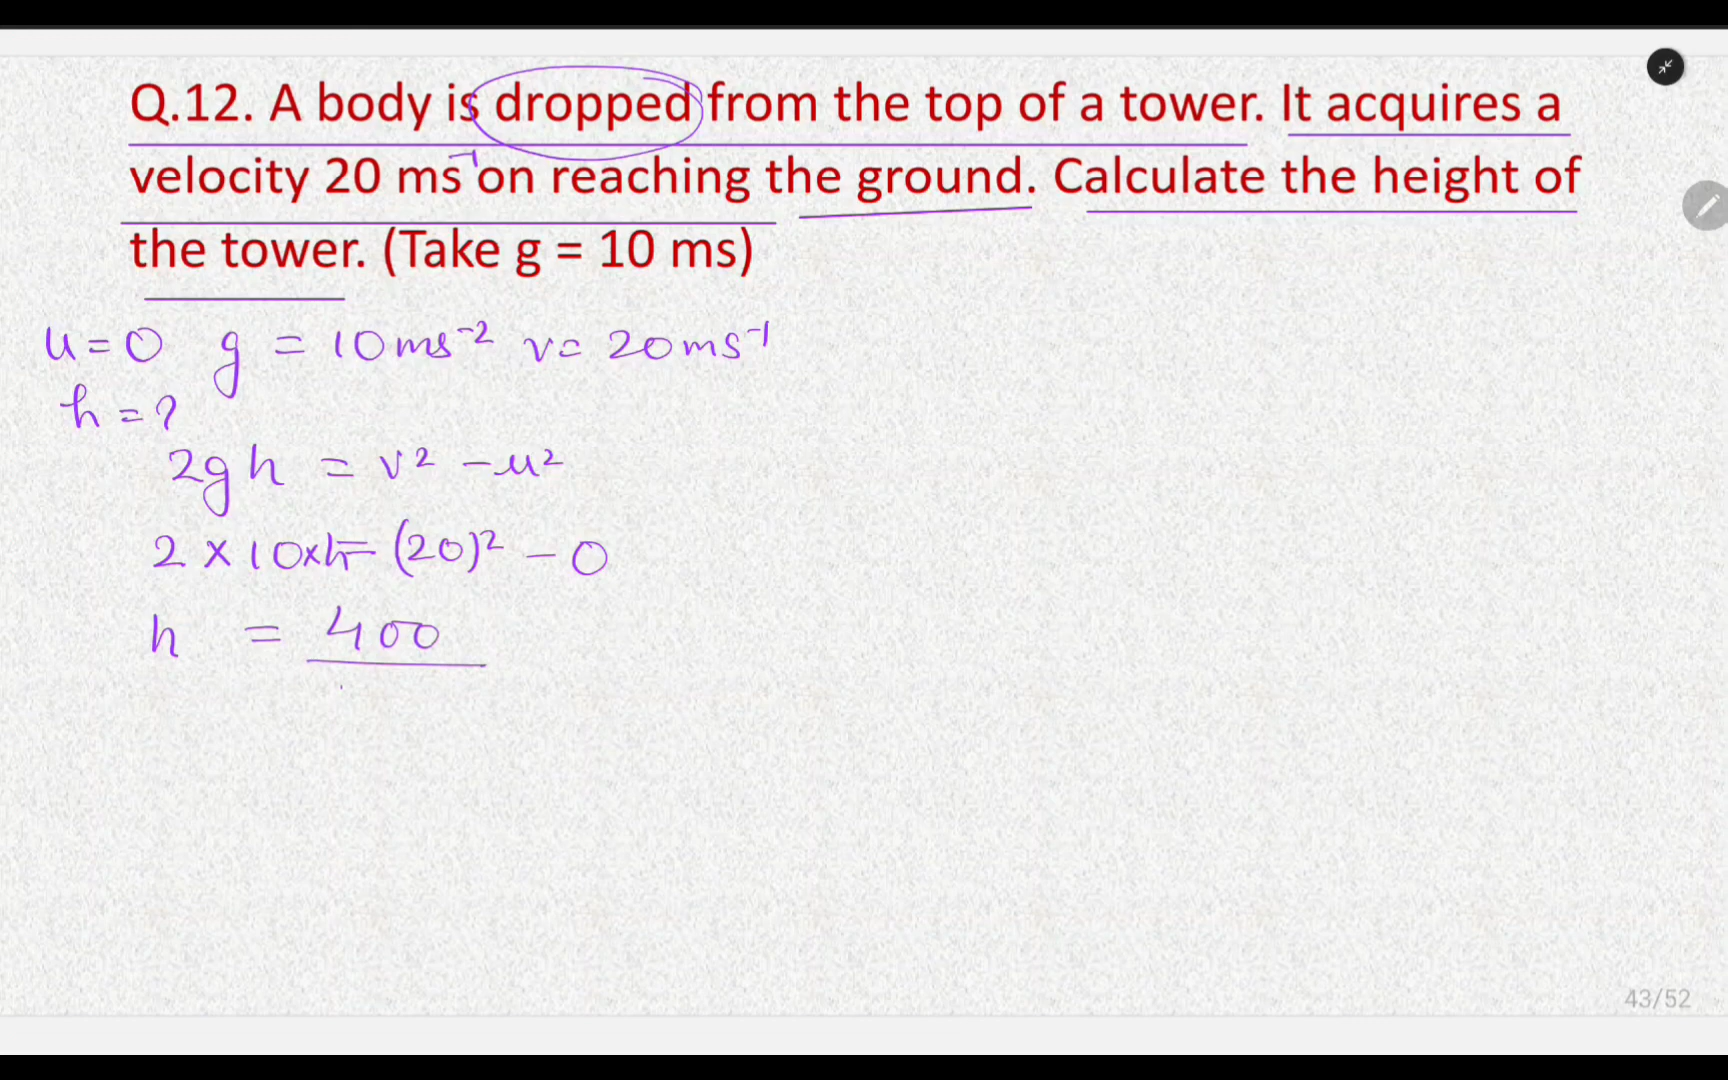 Q.12. A body is dropped from the top of a tower. It acquires a
velocity 20 ms⁻¹ on reaching the ground. Calculate the height of
the tower. (Take g = 10 ms)
u = 0 g = 10 ms⁻² v = 20 ms⁻¹
h = ?
2gh = v² - u²
2 × 10 × h = (20)² - 0
h = 400
43/52